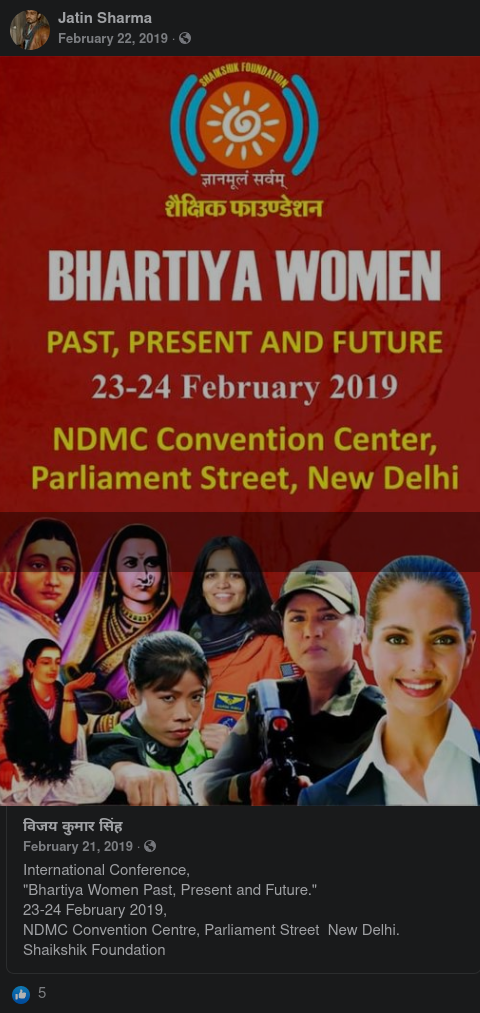 Jatin Sharma
February 22, 2019 ·
SHAIKSHIK FOUNDATION
ज्ञानमूलं सर्वम्
शैक्षिक फाउण्डेशन
BHARTIYA WOMEN
PAST, PRESENT AND FUTURE
23-24 February 2019
NDMC Convention Center,
Parliament Street, New Delhi
विजय कुमार सिंह
February 21, 2019 ·
International Conference,
"Bhartiya Women Past, Present and Future."
23-24 February 2019,
NDMC Convention Centre, Parliament Street  New Delhi.
Shaikshik Foundation
5